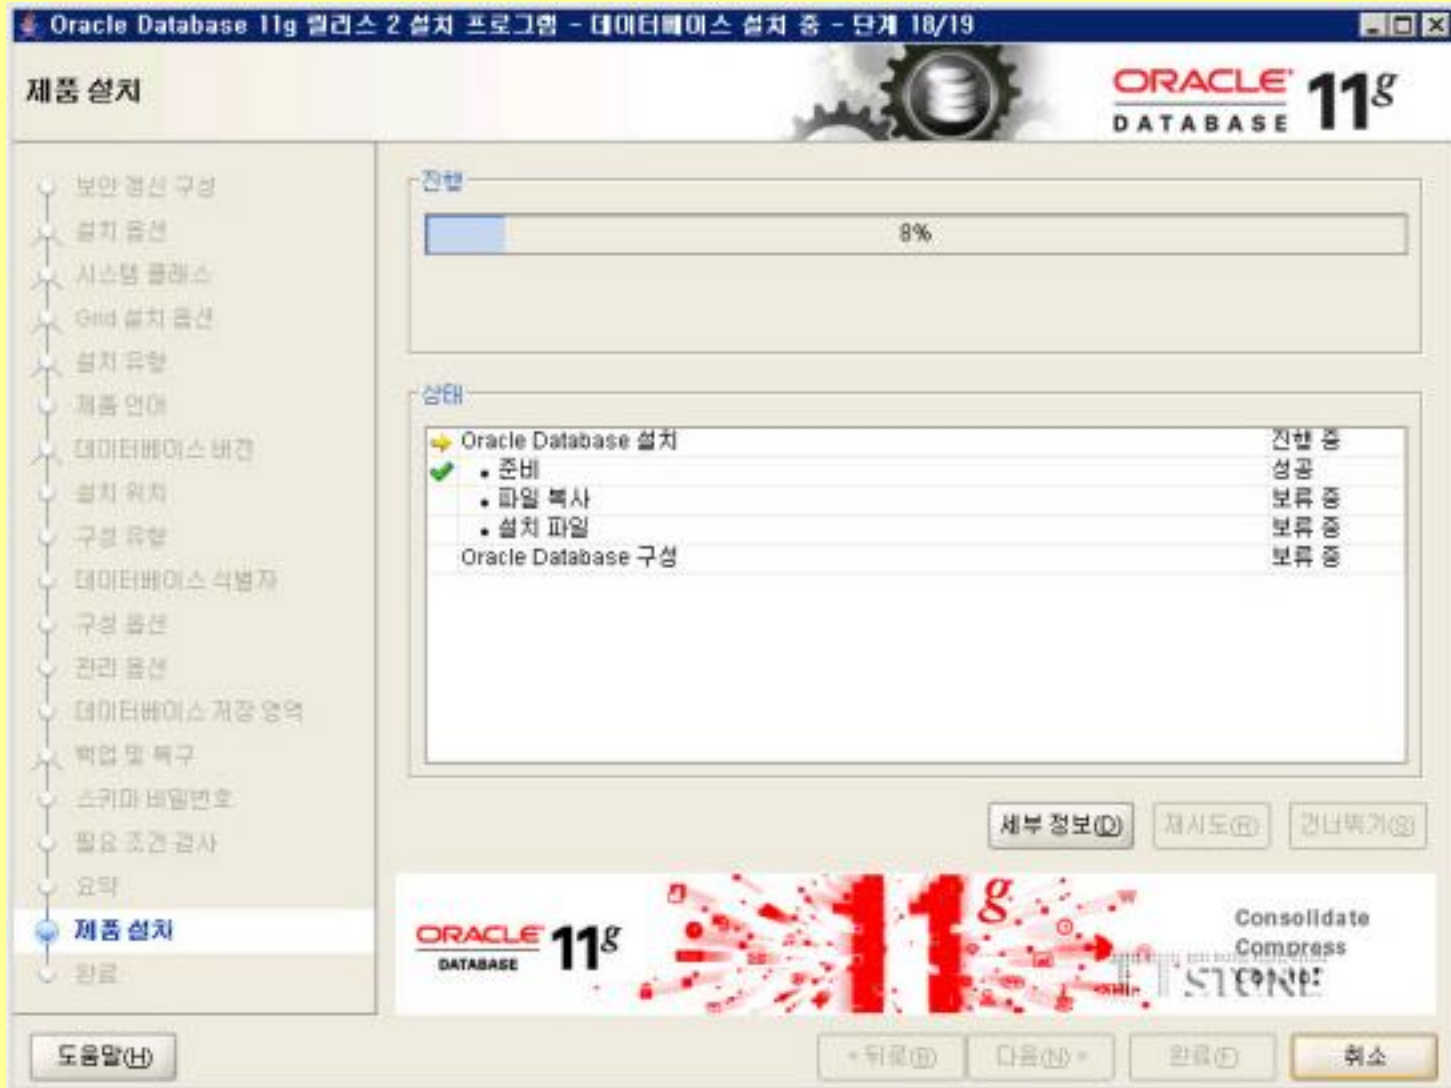 Oracle Database 11g 릴리스 2 설치 프로그램 - 데이터베이스 설치 중 - 단계 18/19
제품 설치
ORACLE DATABASE 11g
보안 갱신 구성
설치 옵션
시스템 클래스
Grid 설치 옵션
설치 유형
제품 언어
데이터베이스 버전
설치 위치
구성 유형
데이터베이스 식별자
구성 옵션
관리 옵션
데이터베이스 저장 영역
백업 및 복구
스키마 비밀번호
필요 조건 검사
요약
제품 설치
완료
진행
8%
상태
Oracle Database 설치 진행 중
• 준비 성공
• 파일 복사 보류 중
• 설치 파일 보류 중
Oracle Database 구성 보류 중
세부 정보(D) 재시도(R) 건너뛰기(S)
ORACLE DATABASE 11g
11g
Consolidate
Compress
도움말(H) < 뒤로(B) 다음(N) > 완료(F) 취소